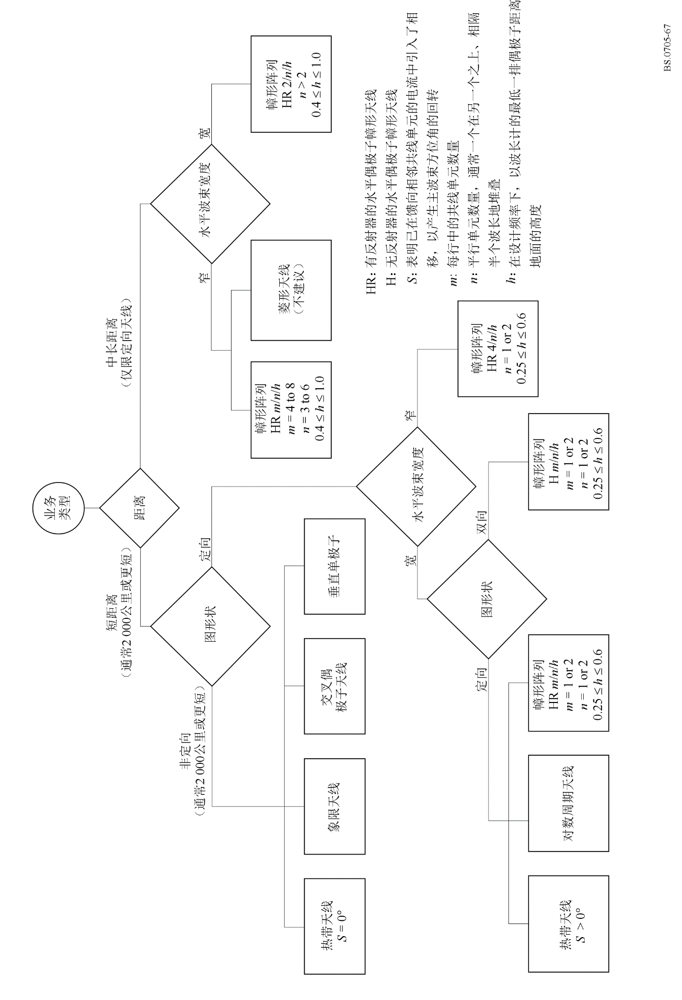 业务
类型
距离
短距离
（通常2 000公里或更短）
中长距离
（仅限定向天线）
图形状
非定向
（通常2 000公里或更短）
定向
水平波束宽度
窄
宽
幛形阵列
HR m/n/h
m = 4 to 8
n = 3 to 6
0.4 ≤ h ≤ 1.0
菱形天线
（不建议）
幛形阵列
HR 2/n/h
n > 2
0.4 ≤ h ≤ 1.0
热带天线
S = 0°
象限天线
交叉偶
极子天线
垂直单极子
水平波束宽度
宽
窄
图形状
定向
双向
幛形阵列
HR 4/n/h
n = 1 or 2
0.25 ≤ h ≤ 0.6
热带天线
S > 0°
对数周期天线
幛形阵列
HR m/n/h
m = 1 or 2
n = 1 or 2
0.25 ≤ h ≤ 0.6
幛形阵列
H m/n/h
m = 1 or 2
n = 1 or 2
0.25 ≤ h ≤ 0.6
HR: 有反射器的水平偶极子幛形天线
H: 无反射器的水平偶极子幛形天线
S: 表明已在馈向相邻共线单元的电流中引入了相
移，以产生主波束方位角的回转
m: 每行中的共线单元数量
n: 平行单元数量，通常一个在另一个之上、相隔
半个波长地堆叠
h: 在设计频率下，以波长计的最低一排偶极子距离
地面的高度
BS.0705-67